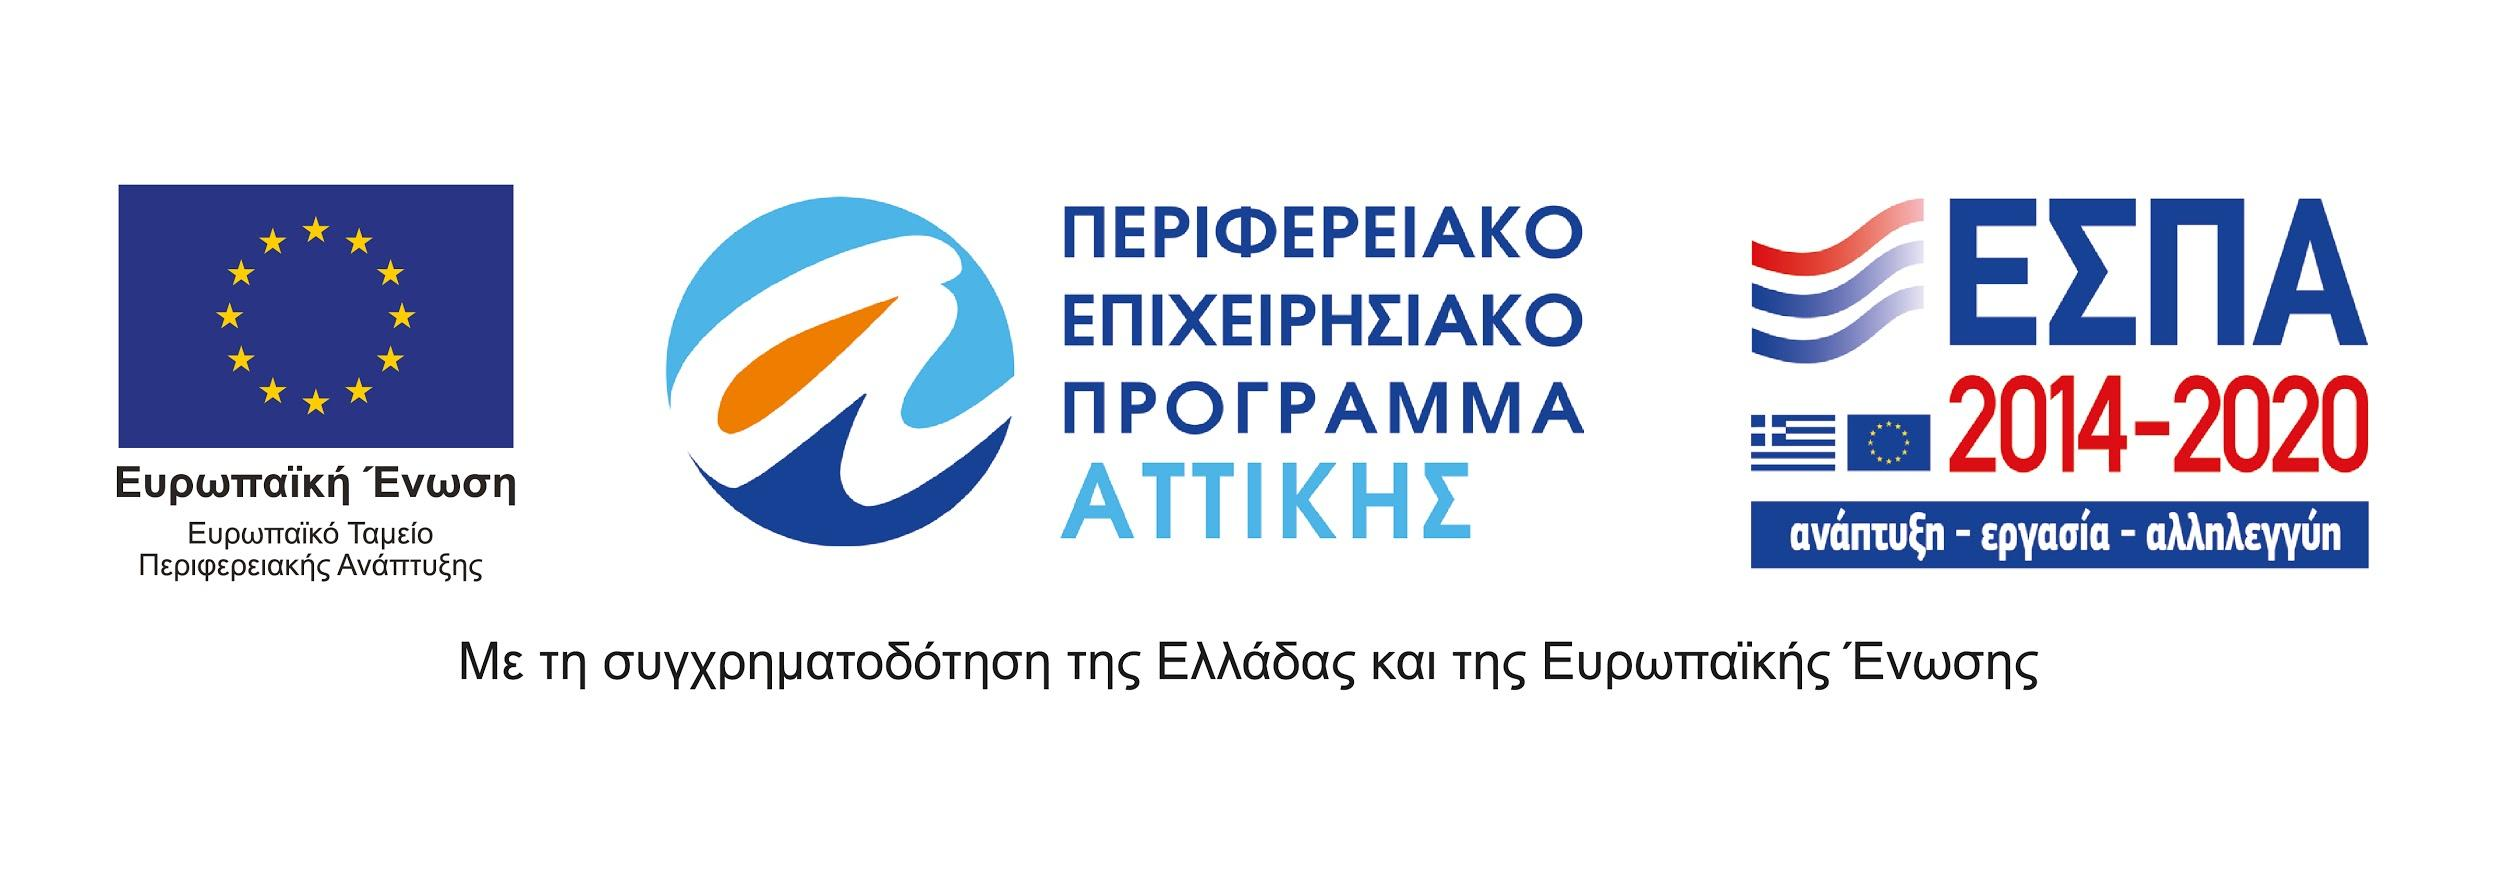 Ευρωπαϊκή Ένωση
Ευρωπαϊκό Ταμείο
Περιφερειακής Ανάπτυξης
ΠΕΡΙΦΕΡΕΙΑΚΟ
ΕΠΙΧΕΙΡΗΣΙΑΚΟ
ΠΡΟΓΡΑΜΜΑ
ΑΤΤΙΚΗΣ
ΕΣΠΑ
2014-2020
ανάπτυξη - εργασία - αλληλεγγύη
Με τη συγχρηματοδότηση της Ελλάδας και της Ευρωπαϊκής Ένωσης